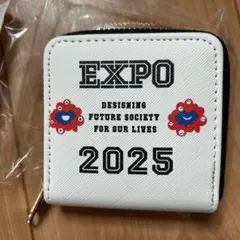 EXPO
DESIGNING
FUTURE SOCIETY
FOR OUR LIVES
2025